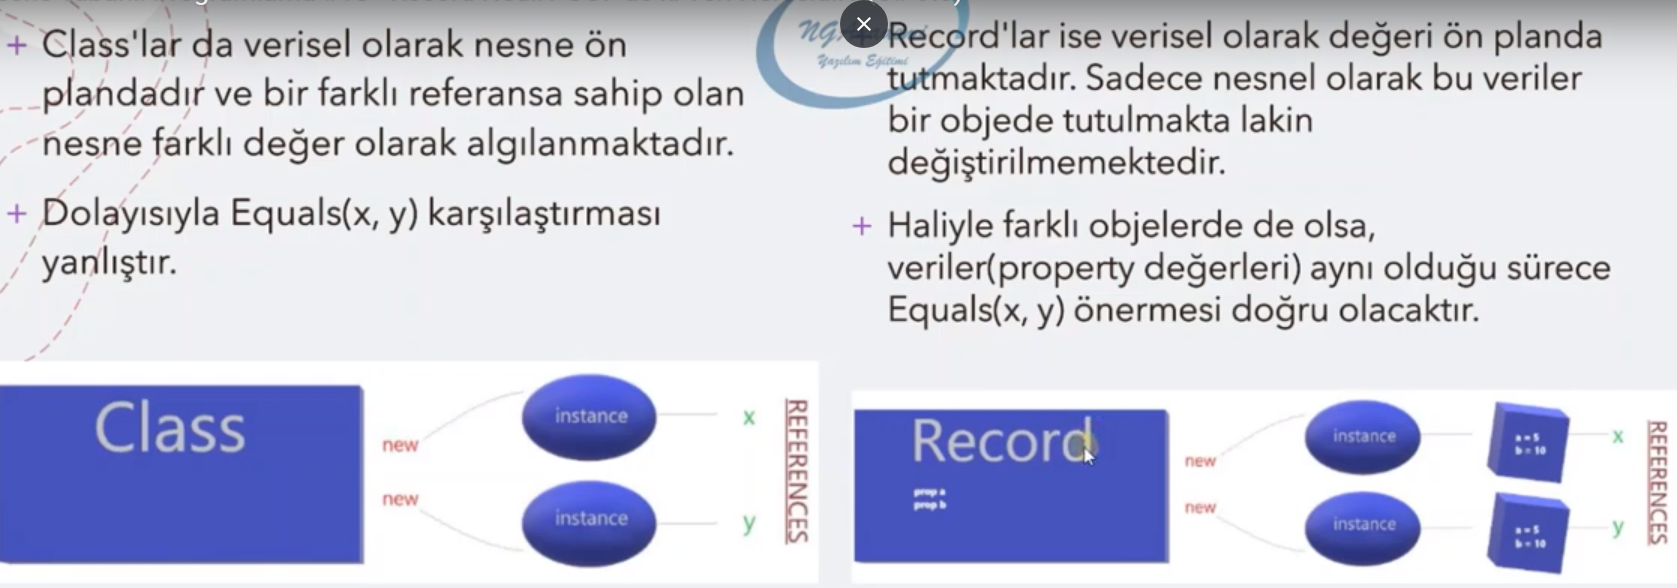 + Class'lar da verisel olarak nesne ön
plandadır ve bir farklı referansa sahip olan
nesne farklı değer olarak algılanmaktadır.
+ Dolayısıyla Equals(x, y) karşılaştırması
yanlıştır.
Class
new
instance
x
new
instance
y
REFERENCES
Yazılım Eğitimi
Record'lar ise verisel olarak değeri ön planda
tutmaktadır. Sadece nesnel olarak bu veriler
bir objede tutulmakta lakin
değiştirilmemektedir.
+ Haliyle farklı objelerde de olsa,
veriler(property değerleri) aynı olduğu sürece
Equals(x, y) önermesi doğru olacaktır.
Record
prop a
prop b
new
instance
a = 5
b = 10
x
new
instance
a = 5
b = 10
y
REFERENCES